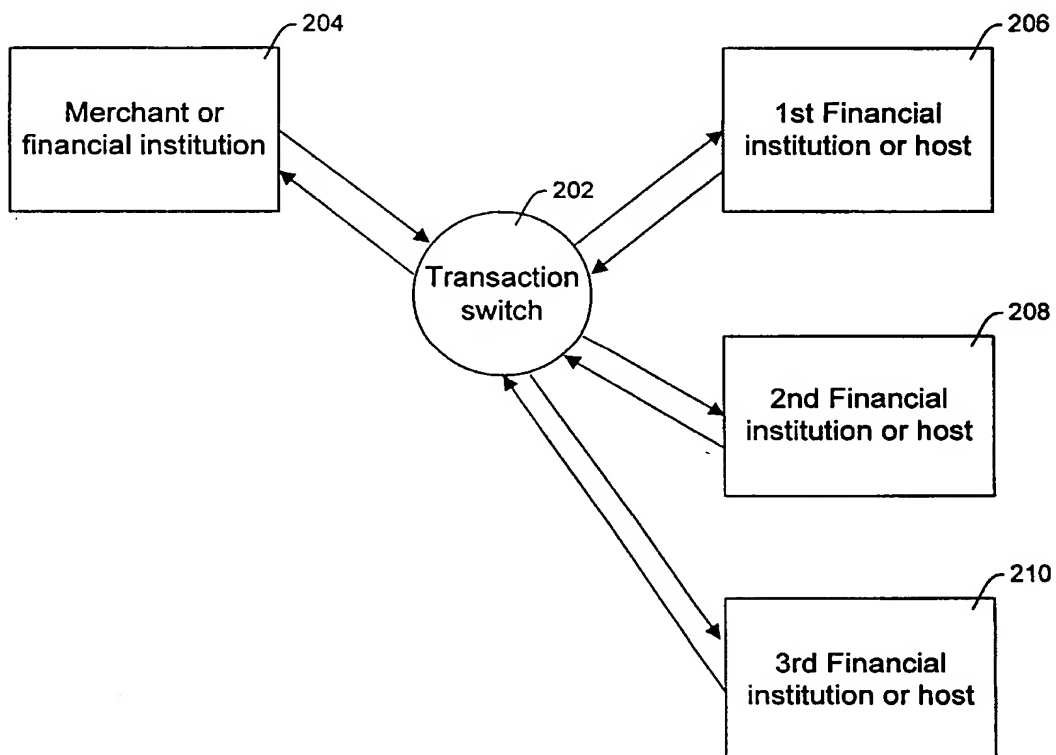 204
Merchant or
financial institution
206
1st Financial
institution or host
202
Transaction
switch
208
2nd Financial
institution or host
210
3rd Financial
institution or host